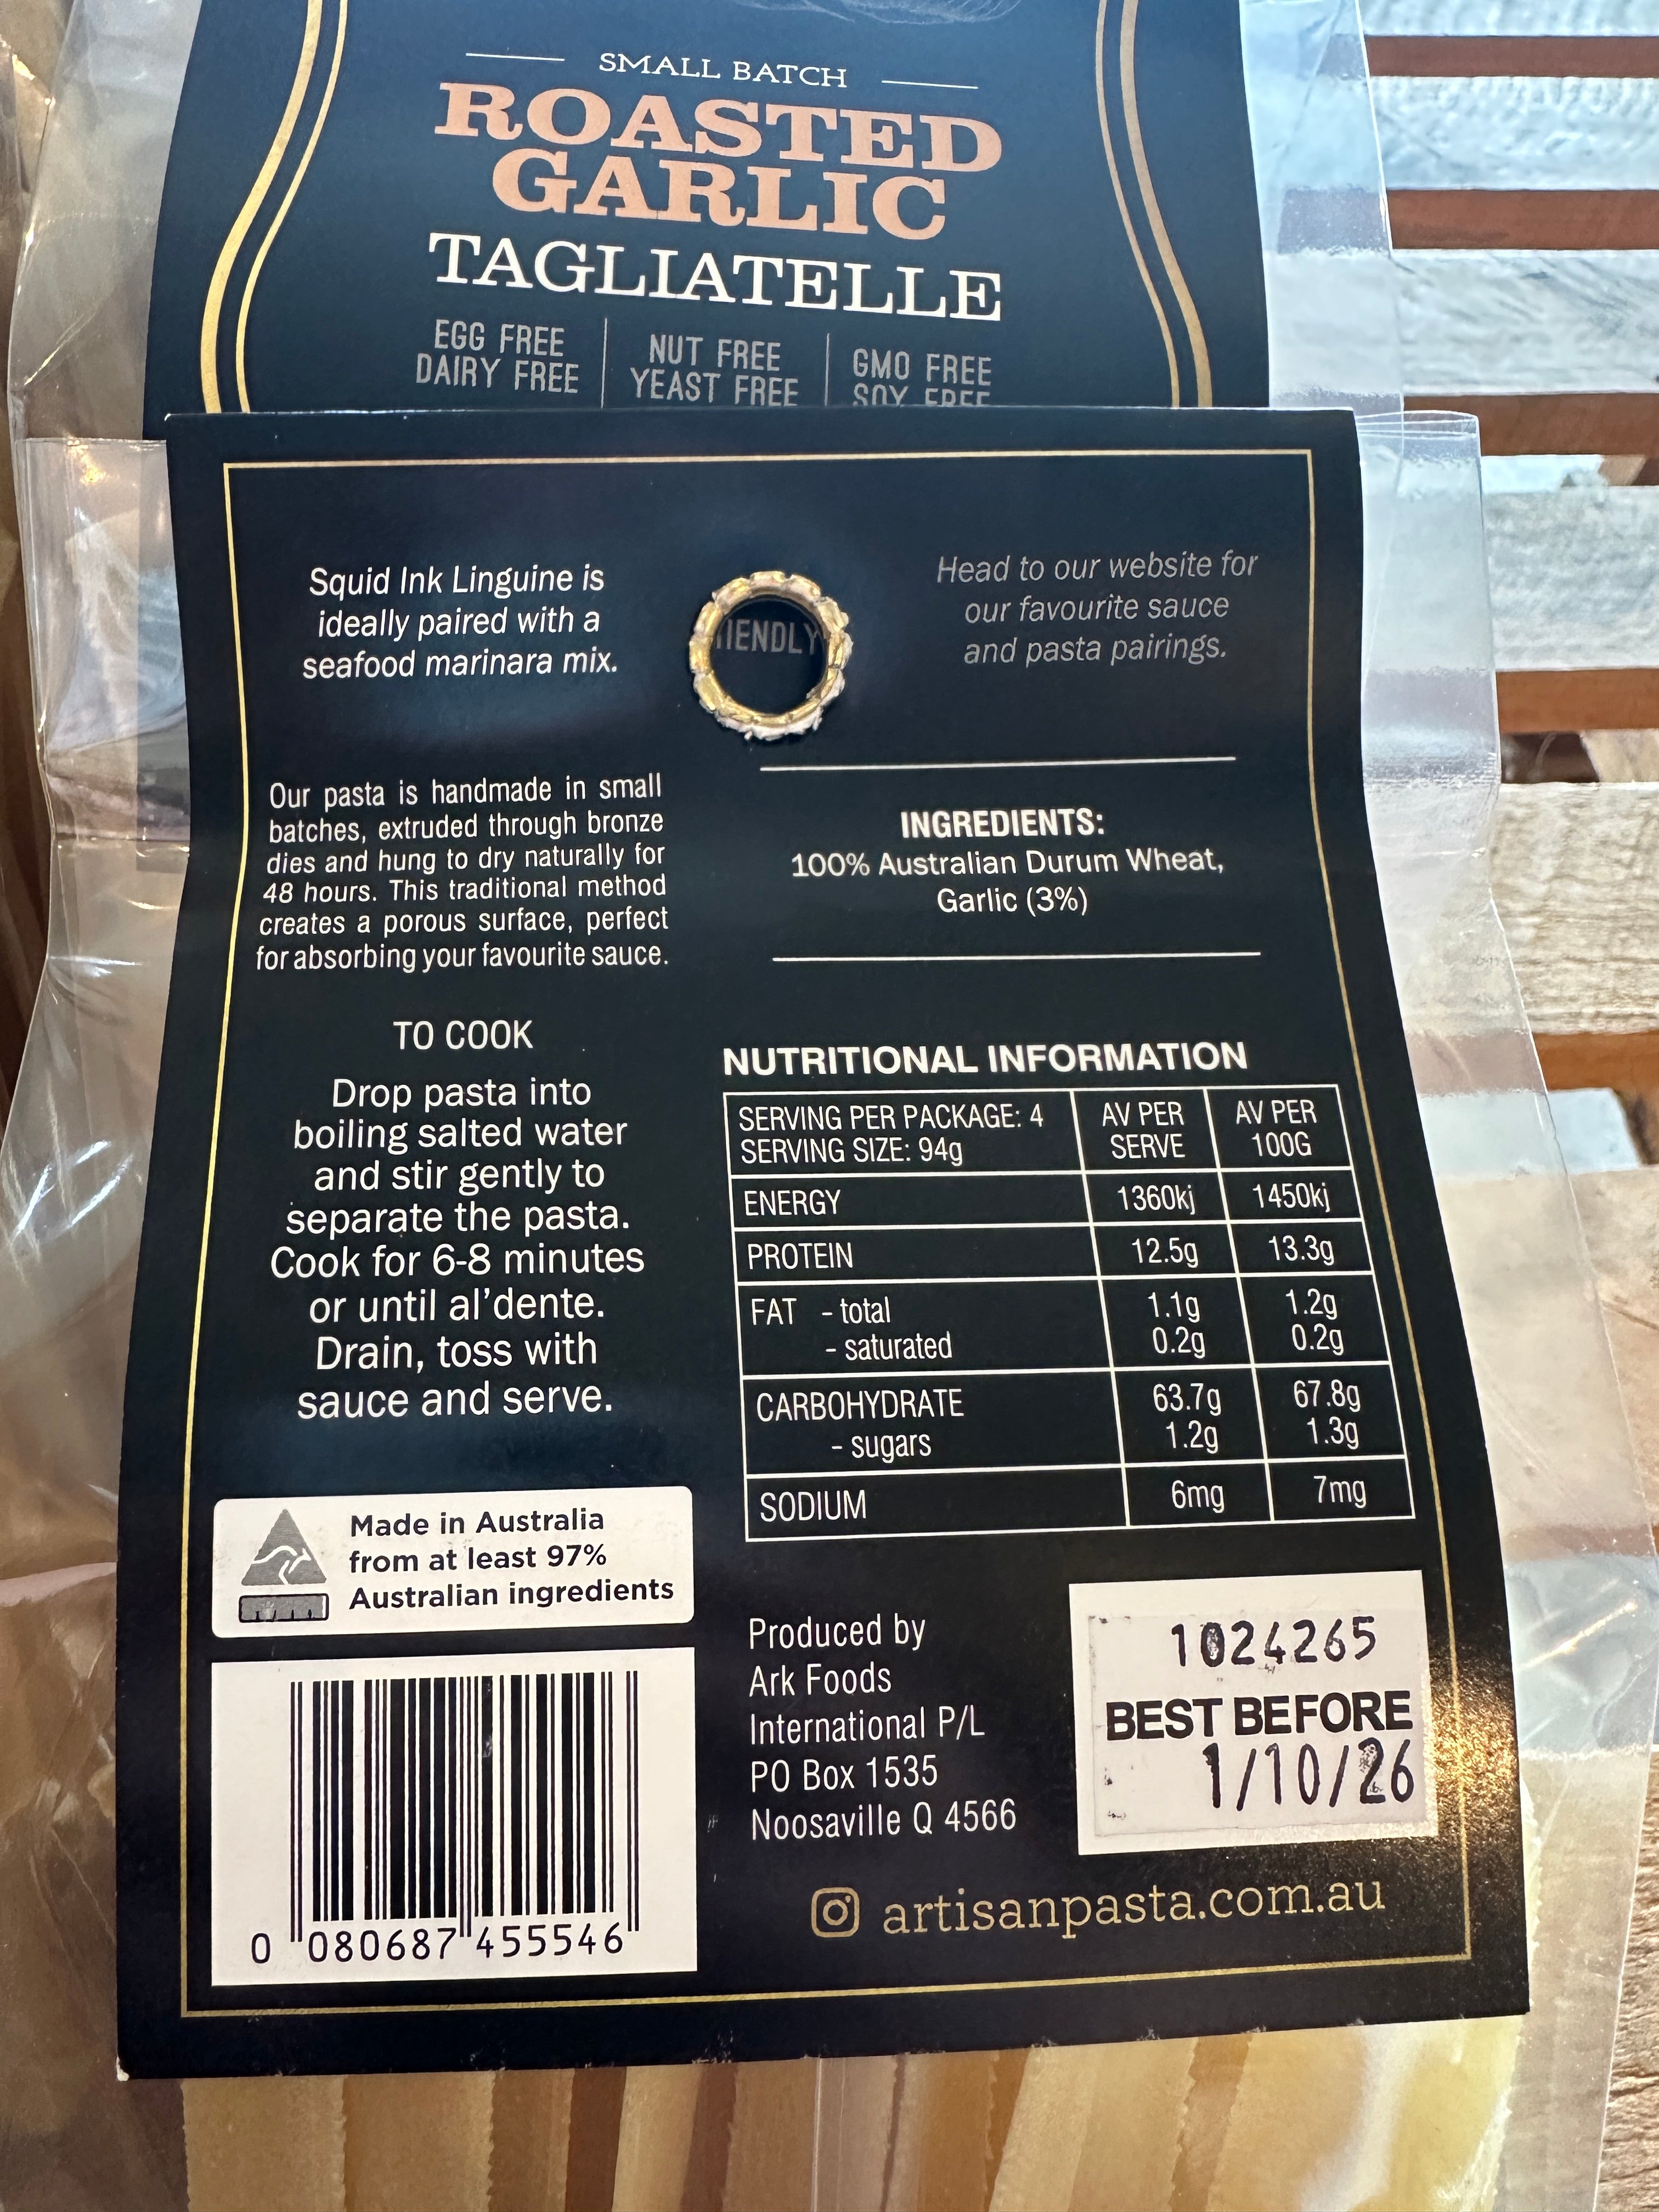 SMALL BATCH
ROASTED
GARLIC
TAGLIATELLE
EGG FREE
DAIRY FREE
NUT FREE
YEAST FREE
GMO FREE
SOY FREE
Squid Ink Linguine is
ideally paired with a
seafood marinara mix.
IENDLY
Head to our website for
our favourite sauce
and pasta pairings.
Our pasta is handmade in small
batches, extruded through bronze
dies and hung to dry naturally for
48 hours. This traditional method
creates a porous surface, perfect
for absorbing your favourite sauce.
TO COOK
Drop pasta into
boiling salted water
and stir gently to
separate the pasta.
Cook for 6-8 minutes
or until al'dente.
Drain, toss with
sauce and serve.
INGREDIENTS:
100% Australian Durum Wheat,
Garlic (3%)
NUTRITIONAL INFORMATION
SERVING PER PACKAGE: 4
SERVING SIZE: 94g
AV PER
SERVE
AV PER
100G
ENERGY 1360kj 1450kj
PROTEIN 12.5g 13.3g
FAT - total 1.1g 1.2g
- saturated 0.2g 0.2g
CARBOHYDRATE 63.7g 67.8g
- sugars 1.2g 1.3g
SODIUM 6mg 7mg
Made in Australia
from at least 97%
Australian ingredients
0 080687 455546
Produced by
Ark Foods
International P/L
PO Box 1535
Noosaville Q 4566
1024265
BEST BEFORE
1/10/26
artisanpasta.com.au